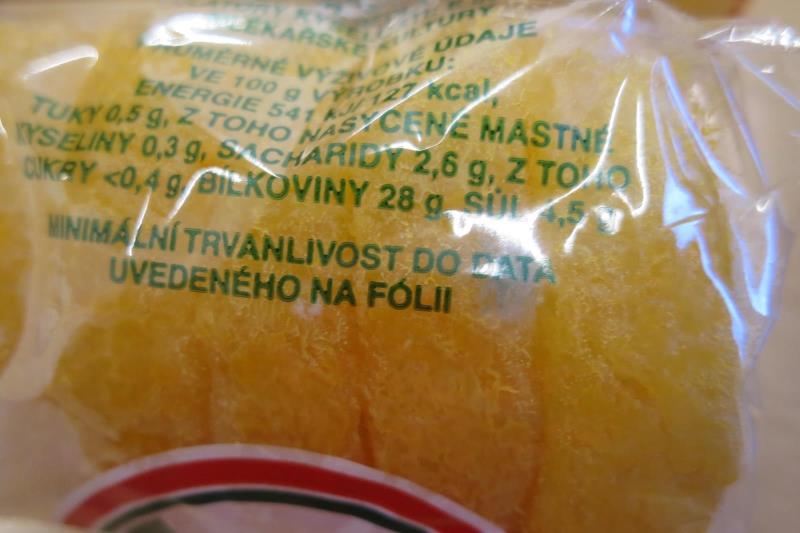 MLÉKAŘSKÉ KULTURY
PRŮMĚRNÉ VÝŽIVOVÉ ÚDAJE
VE 100 g VÝROBKU:
ENERGIE 541 KJ/127 kcal,
TUKY 0,5 g, Z TOHO NASYCENÉ MASTNÉ
KYSELINY 0,3 g, SACHARIDY 2,6 g, Z TOHO
CUKRY <0,4 g, BÍLKOVINY 28 g, SŮL 4,5 g
MINIMÁLNÍ TRVANLIVOST DO DATA
UVEDENÉHO NA FÓLII